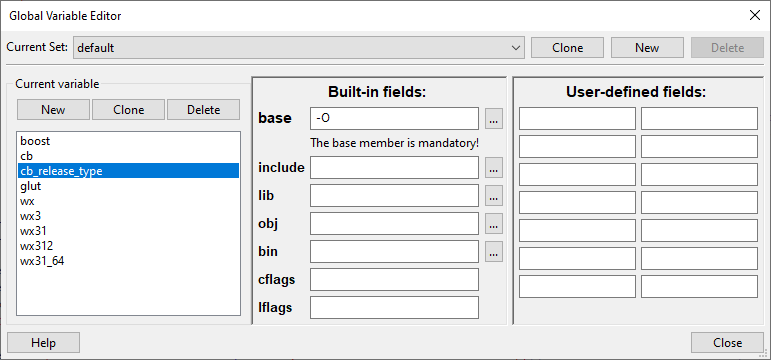 Global Variable Editor
Current Set: default Clone New Delete
Current variable
New Clone Delete
boost
cb
cb_release_type
glut
wx
wx3
wx31
wx312
wx31_64
Built-in fields:
base -O ...
The base member is mandatory!
include ...
lib ...
obj ...
bin ...
cflags
lflags
User-defined fields:
Help Close